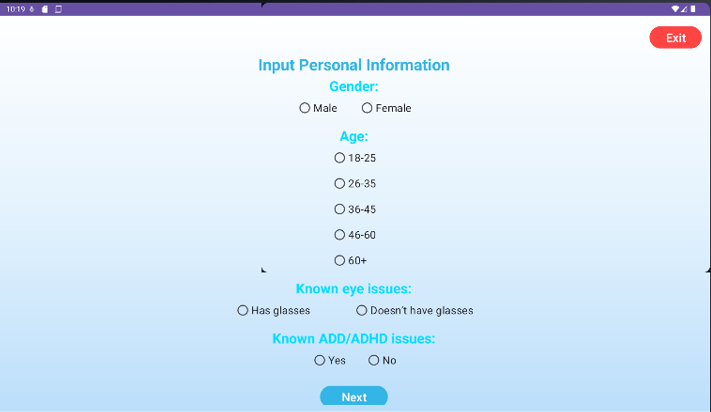 10:19
Exit
Input Personal Information
Gender:
Male Female
Age:
18-25
26-35
36-45
46-60
60+
Known eye issues:
Has glasses Doesn't have glasses
Known ADD/ADHD issues:
Yes No
Next